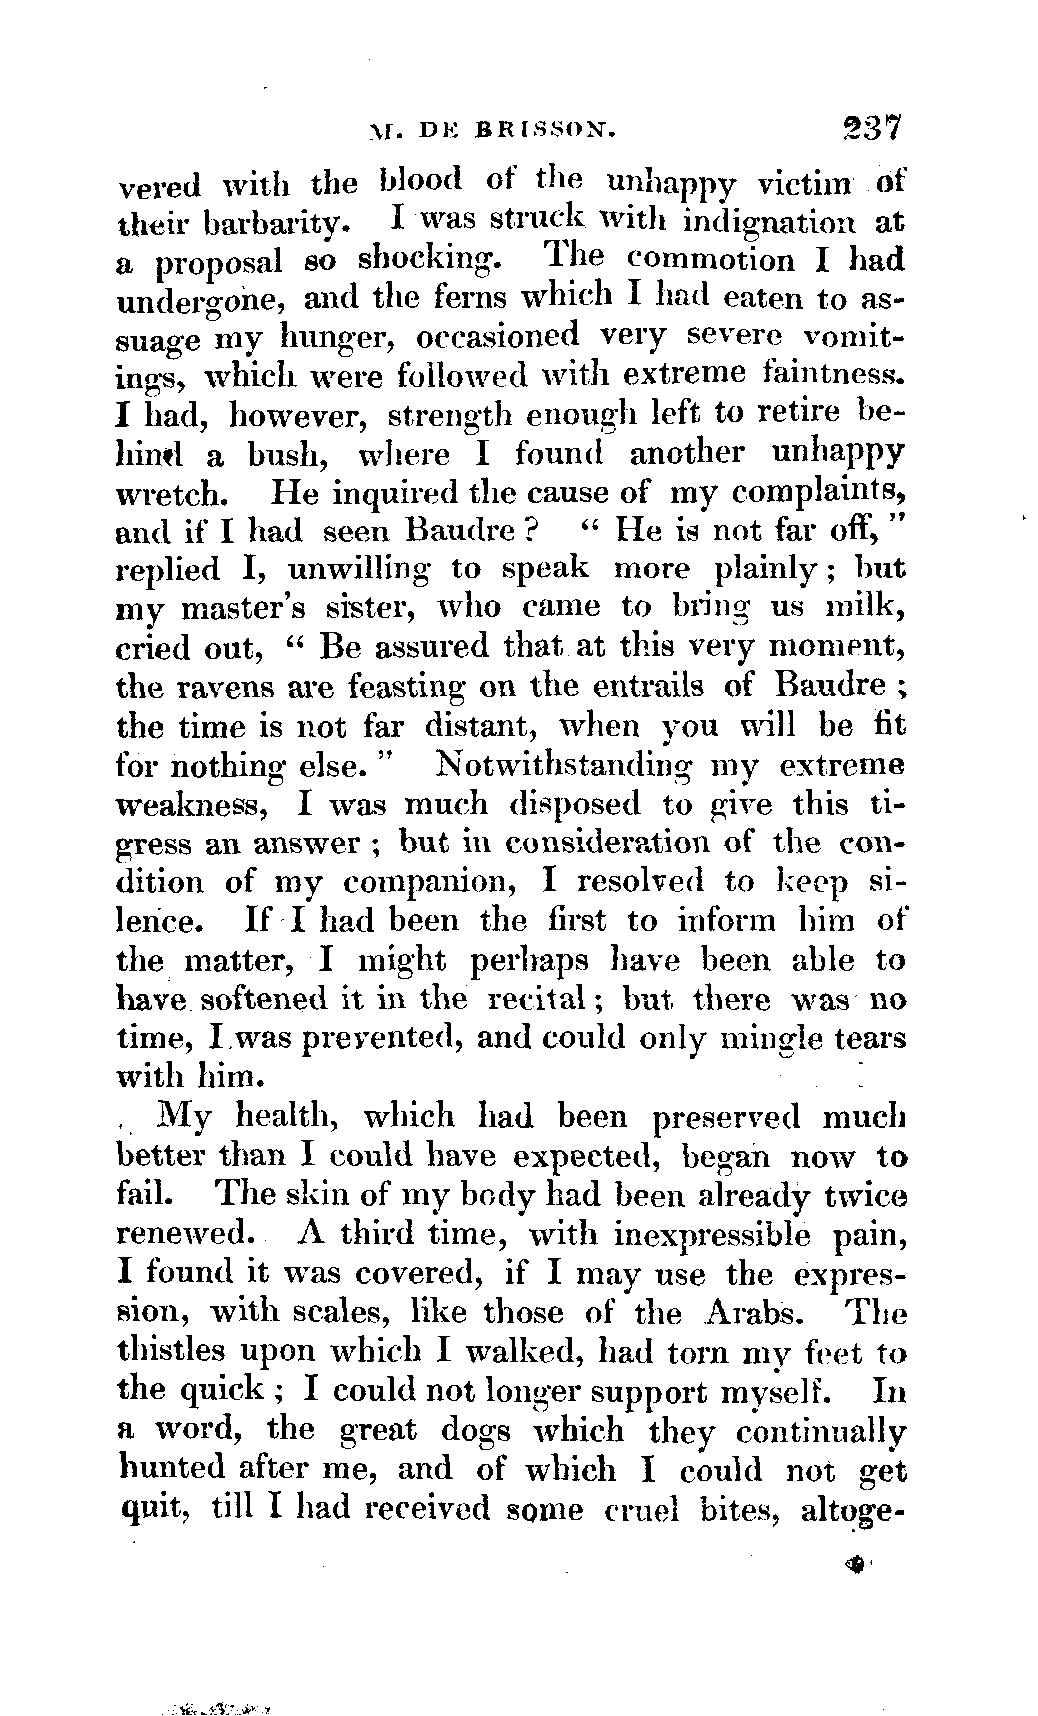 M. DE BRISSON. 237
vered with the blood of the unhappy victim of
their barbarity. I was struck with indignation at
a proposal so shocking. The commotion I had
undergone, and the ferns which I had eaten to as-
suage my hunger, occasioned very severe vomit-
ings, which were followed with extreme faintness.
I had, however, strength enough left to retire be-
hind a bush, where I found another unhappy
wretch. He inquired the cause of my complaints,
and if I had seen Baudre ? “ He is not far off, ”
replied I, unwilling to speak more plainly ; but
my master's sister, who came to bring us milk,
cried out, “ Be assured that at this very moment,
the ravens are feasting on the entrails of Baudre ;
the time is not far distant, when you will be fit
for nothing else. ” Notwithstanding my extreme
weakness, I was much disposed to give this ti-
gress an answer ; but in consideration of the con-
dition of my companion, I resolved to keep si-
lence. If I had been the first to inform him of
the matter, I might perhaps have been able to
have softened it in the recital ; but there was no
time, I was prevented, and could only mingle tears
with him.
My health, which had been preserved much
better than I could have expected, began now to
fail. The skin of my body had been already twice
renewed. A third time, with inexpressible pain,
I found it was covered, if I may use the expres-
sion, with scales, like those of the Arabs. The
thistles upon which I walked, had torn my feet to
the quick ; I could not longer support myself. In
a word, the great dogs which they continually
hunted after me, and of which I could not get
quit, till I had received some cruel bites, altoge-